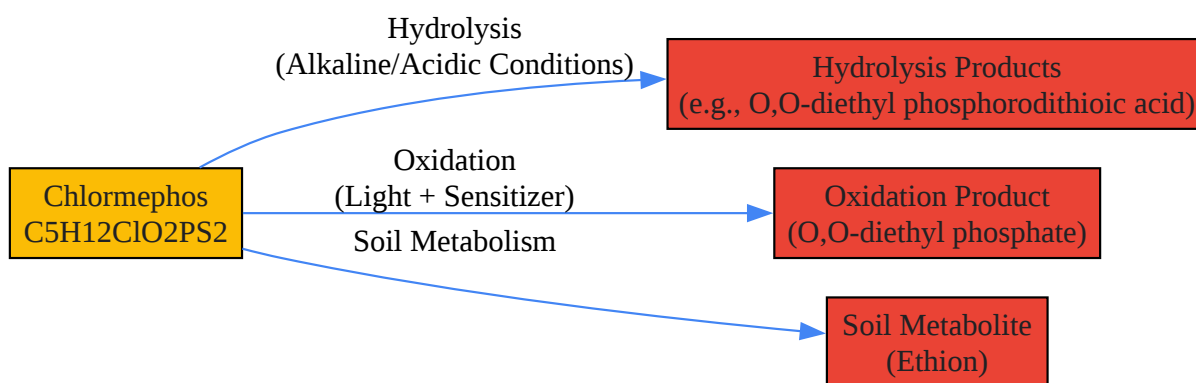 Hydrolysis
(Alkaline/Acidic Conditions)
Hydrolysis Products
(e.g., O,O-diethyl phosphorodithioic acid)
Chlormephos
C5H12ClO2PS2
Oxidation
(Light + Sensitizer)
Oxidation Product
(O,O-diethyl phosphate)
Soil Metabolism
Soil Metabolite
(Ethion)